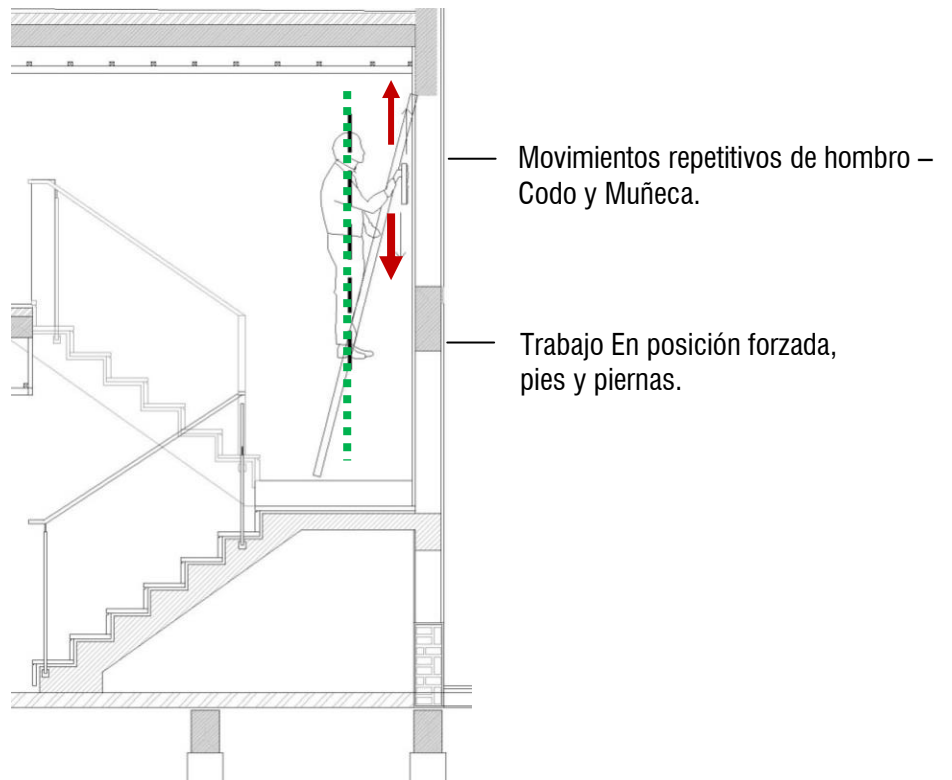 Movimientos repetitivos de hombro –
Codo y Muñeca.
Trabajo En posición forzada,
pies y piernas.